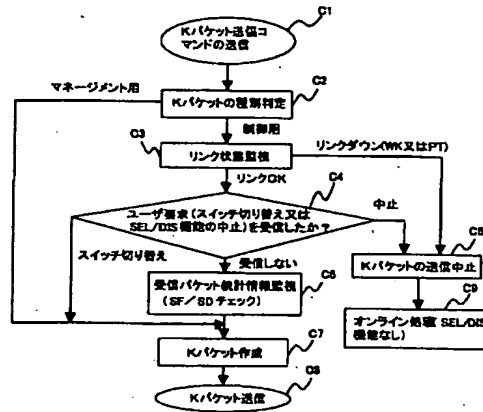 C1
Kパケット送信コ
マンドの送信
マネージメント用
C2
Kパケットの種別判定
C3
制御用
リンクダウン(WK又はPT)
リンク状態監視
リンクOK
C4
中止
ユーザ要求(スイッチ切り替え又は
SEL/DIS機能の中止)を受信したか?
スイッチ切り替え
受信しない
C6
C8
Kパケットの送信中止
受信パケット統計情報監視
(SF/SDチェック)
C9
オンライン処理(SEL/DIS
機能なし)
C7
Kパケット作成
Kパケット送信